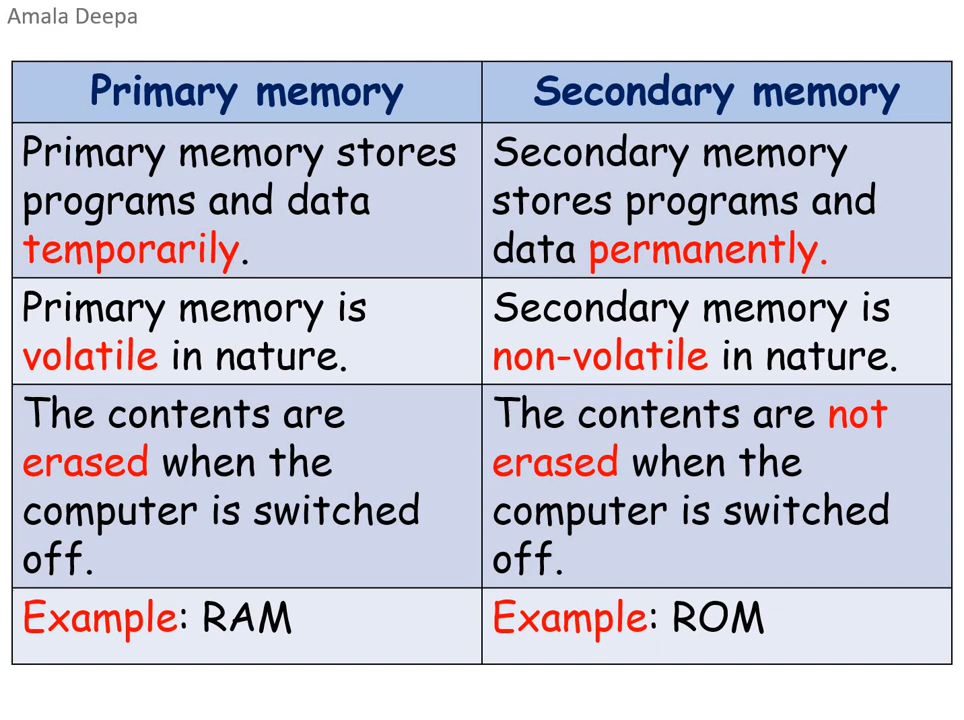 Amala Deepa
Primary memory
Secondary memory
Primary memory stores
programs and data
temporarily.
Secondary memory
stores programs and
data permanently.
Primary memory is
volatile in nature.
Secondary memory is
non-volatile in nature.
The contents are
erased when the
computer is switched
off.
The contents are not
erased when the
computer is switched
off.
Example: RAM
Example: ROM